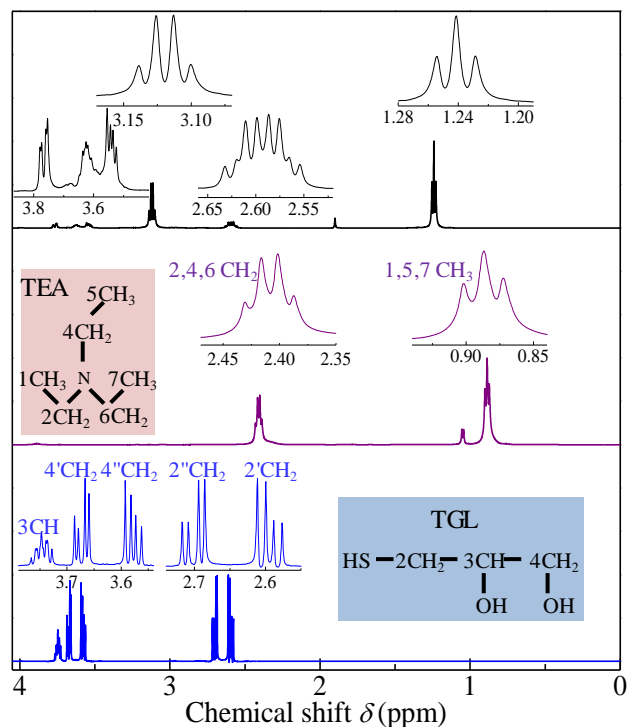 3.15 3.10
1.28 1.24 1.20
3.8 3.6
2.65 2.60 2.55
TEA
5CH₃
4CH₂
1CH₃ N 7CH₃
2CH₂ 6CH₂
2,4,6 CH₂
2.45 2.40 2.35
1,5,7 CH₃
0.90 0.85
4'CH₂ 4''CH₂ 2''CH₂ 2'CH₂
3CH
3.7 3.6 2.7 2.6
TGL
HS 2CH₂ 3CH 4CH₂
OH OH
4 3 2 1 0
Chemical shift δ (ppm)